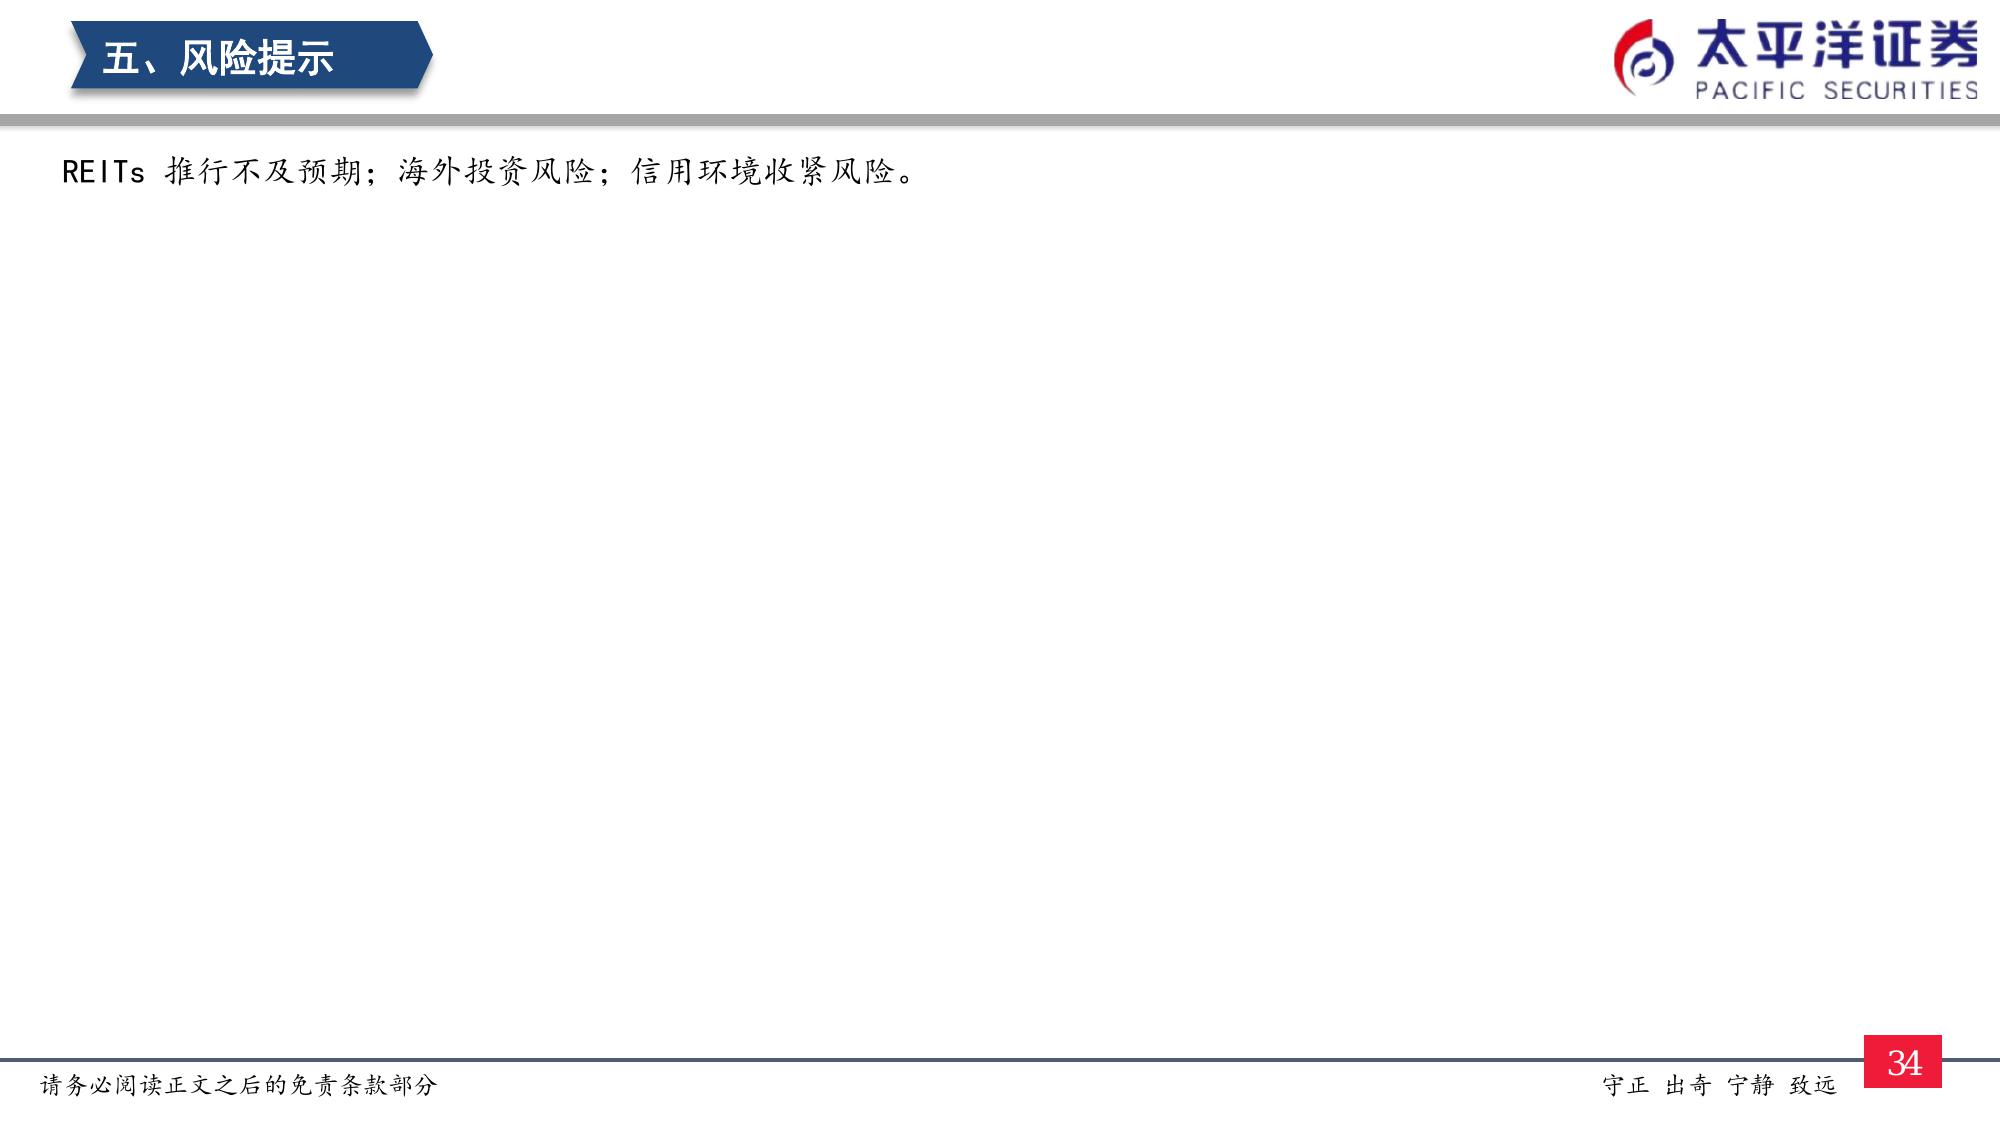 五、风险提示
太平洋证券
PACIFIC SECURITIES
REITs 推行不及预期；海外投资风险；信用环境收紧风险。
请务必阅读正文之后的免责条款部分
守正 出奇 宁静 致远
34